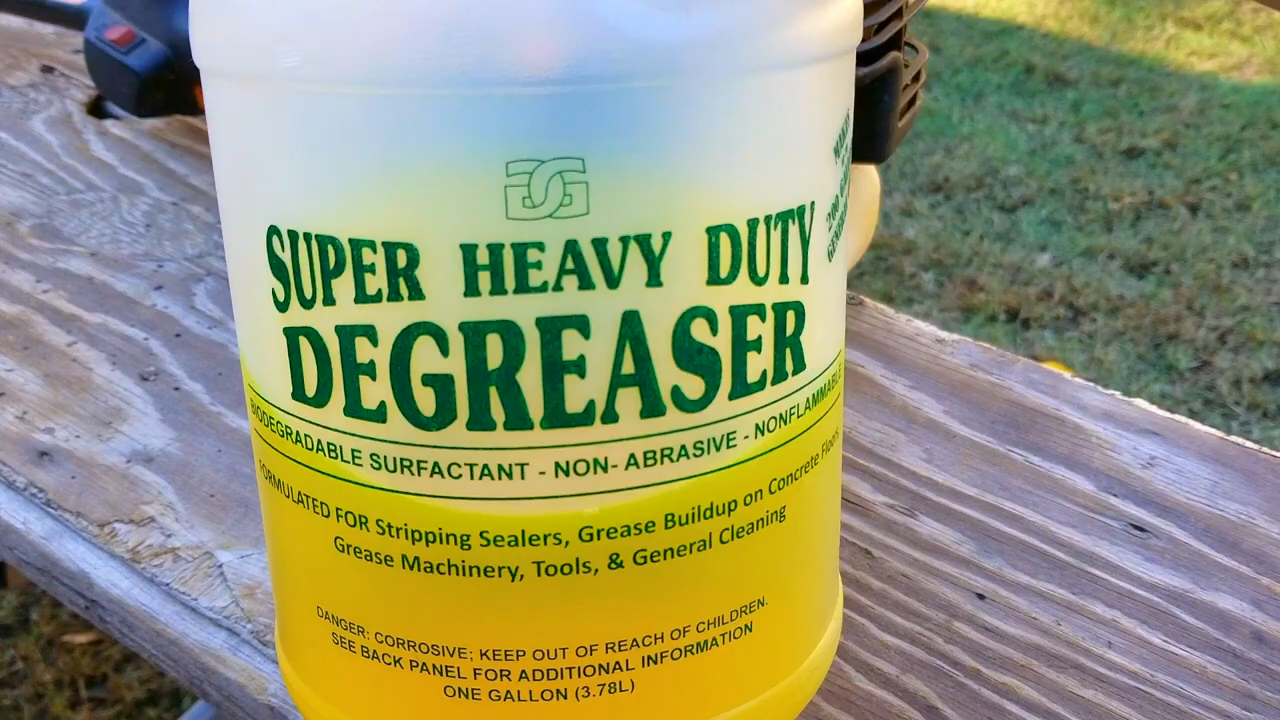 SUPER HEAVY DUTY
DEGREASER
BIODEGRADABLE SURFACTANT - NON- ABRASIVE - NONFLAMMABLE
FORMULATED FOR Stripping Sealers, Grease Buildup on Concrete Floors
Grease Machinery, Tools, & General Cleaning
DANGER: CORROSIVE; KEEP OUT OF REACH OF CHILDREN.
SEE BACK PANEL FOR ADDITIONAL INFORMATION
ONE GALLON (3.78L)
MAKES
200